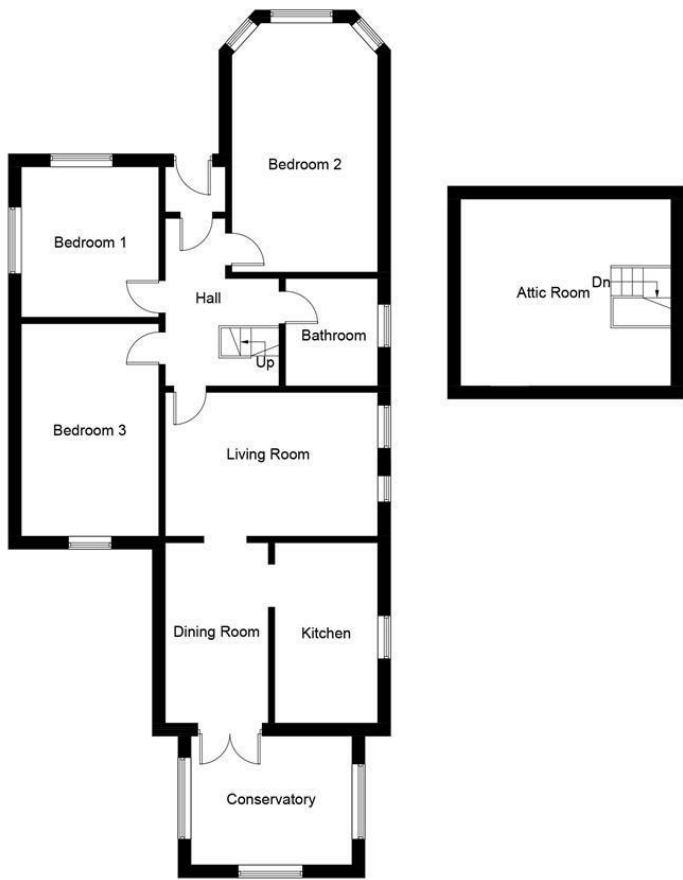 Bedroom 2
Bedroom 1
Hall
Bathroom
Up
Bedroom 3
Living Room
Dining Room
Kitchen
Conservatory
Dn
Attic Room